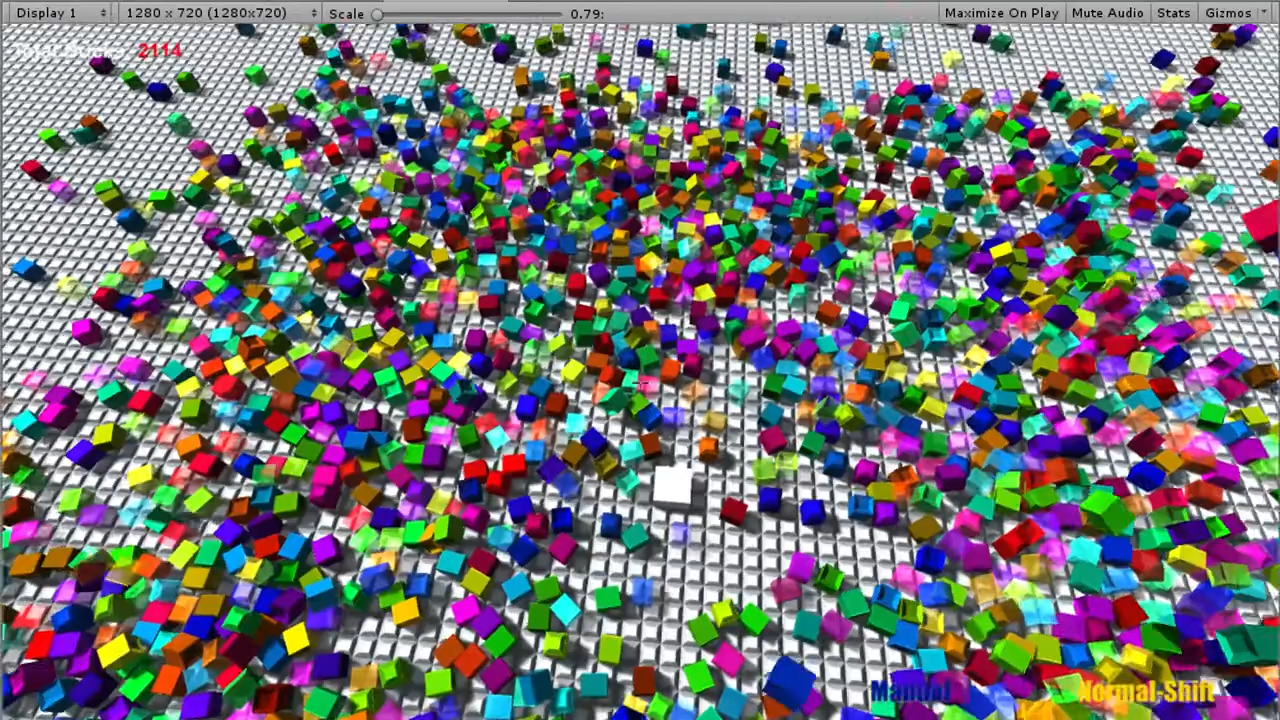 Display 1 1280 x 720 (1280x720) Scale 0.79: Maximize On Play Mute Audio Stats Gizmos
2114
Normal-Shift